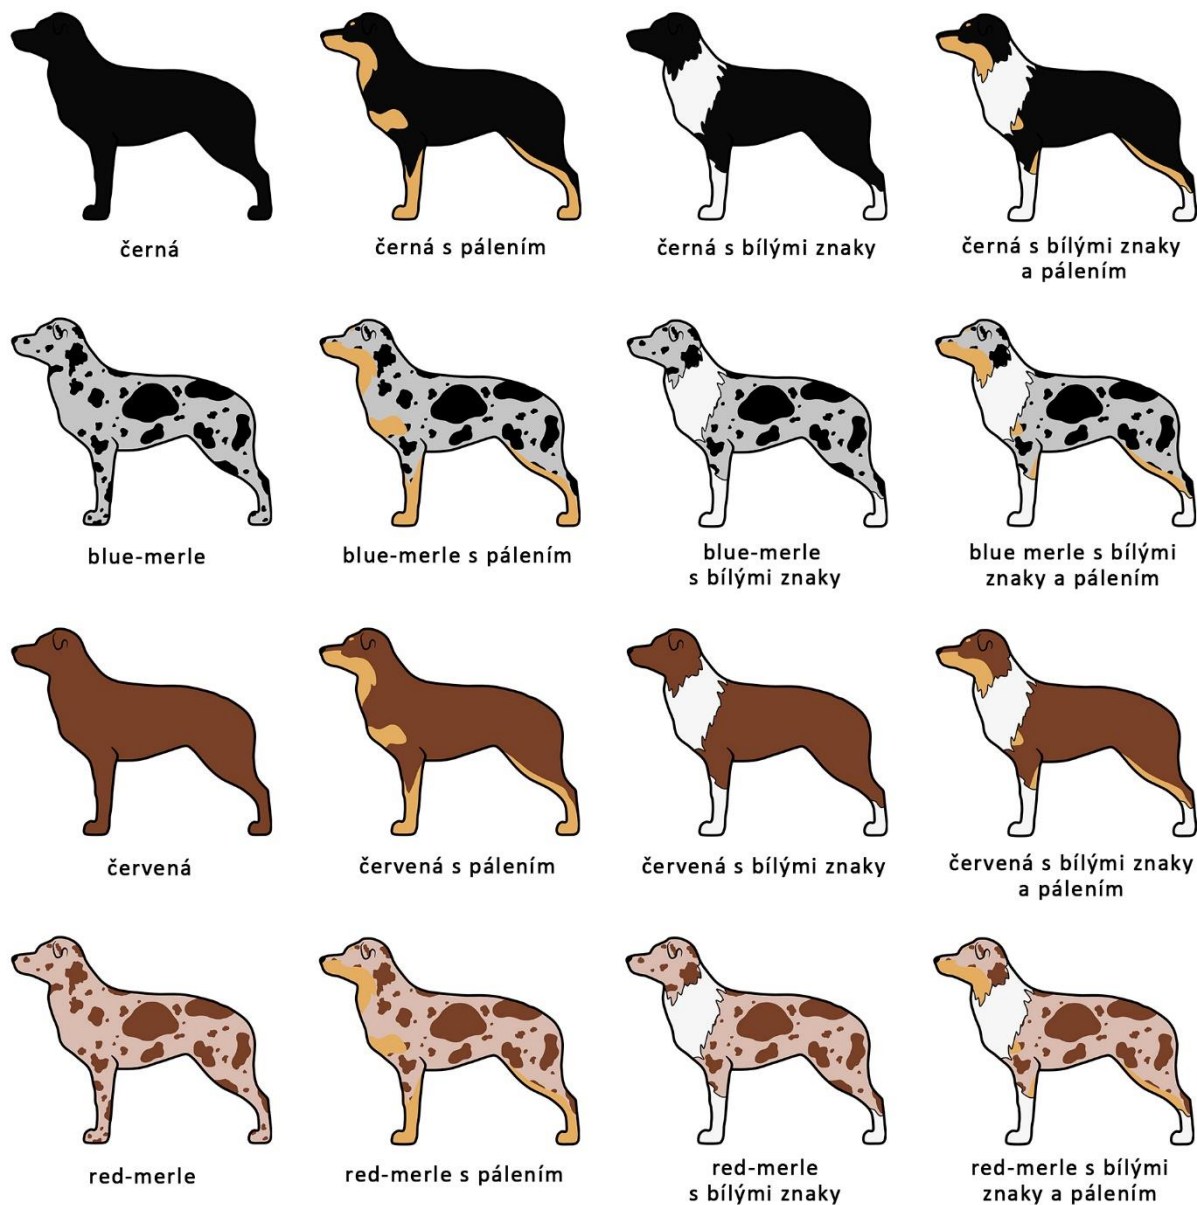 černá
černá s pálením
černá s bílými znaky
černá s bílými znaky
a pálením
blue-merle
blue-merle s pálením
blue-merle
s bílými znaky
blue merle s bílými
znaky a pálením
červená
červená s pálením
červená s bílými znaky
červená s bílými znaky
a pálením
red-merle
red-merle s pálením
red-merle
s bílými znaky
red-merle s bílými
znaky a pálením